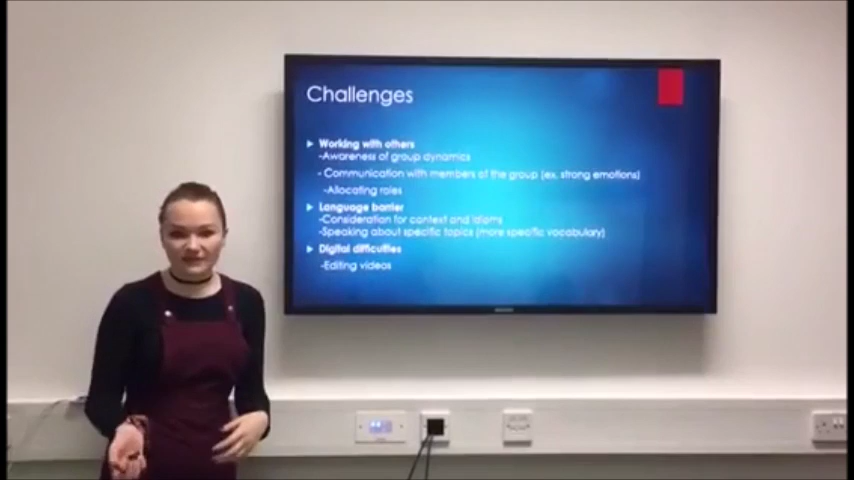 Challenges
Working with others
-Awareness of group dynamics
- Communication with members of the group (ex. strong emotions)
-Allocating roles
Language barrier
-Consideration for context and idioms
-Speaking about specific topics (more specific vocabulary)
Digital difficulties
-Editing videos